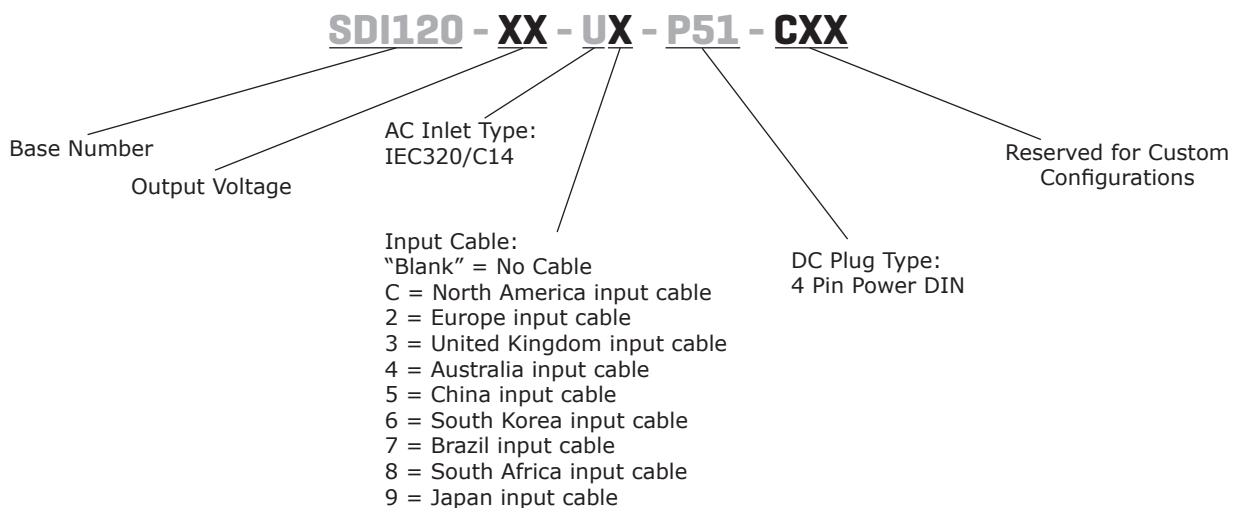 SDI120 - XX - UX - P51 - CXX
Base Number
Output Voltage
AC Inlet Type:
IEC320/C14
Input Cable:
“Blank” = No Cable
C = North America input cable
2 = Europe input cable
3 = United Kingdom input cable
4 = Australia input cable
5 = China input cable
6 = South Korea input cable
7 = Brazil input cable
8 = South Africa input cable
9 = Japan input cable
DC Plug Type:
4 Pin Power DIN
Reserved for Custom
Configurations